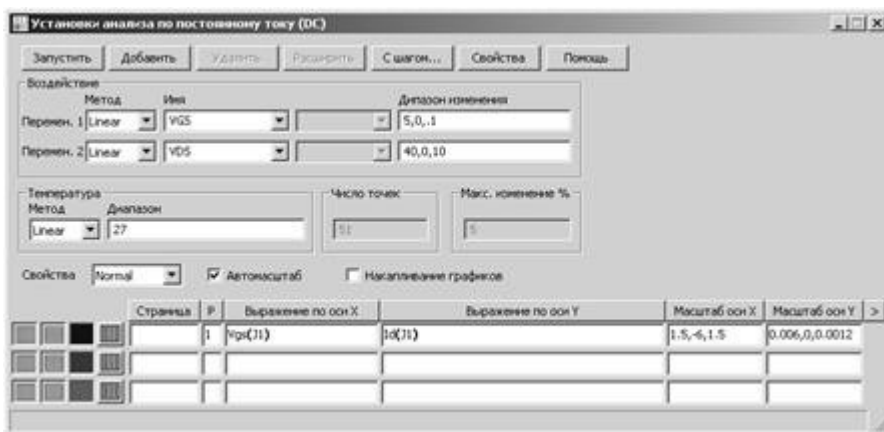 Установки анализа по постоянному току (DC)
Запустить Добавить Удалить Расширить С шагом... Свойства Помощь
Воздействие
Метод Имя Дипазон изменения
Перемен. 1 Linear VGS 5,0,.1
Перемен. 2 Linear VDS 40,0,10
Температура Число точек Макс. изменение %
Метод Диапазон
Linear 27 51 5
Свойства Normal Автомасштаб Накапливание графиков
Страница P Выражение по оси X Выражение по оси Y Масштаб оси X Масштаб оси Y >
1 Vgs(J1) Id(J1) 1.5,-6,1.5 0.006,0,0.0012